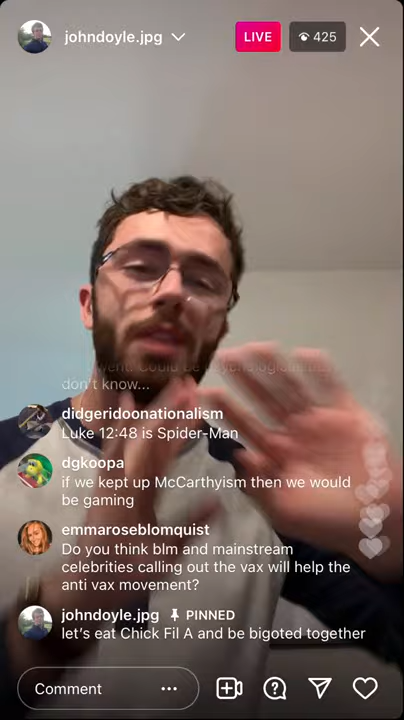 johndoyle.jpg
LIVE
425
don't know...
didgeridoonationalism
Luke 12:48 is Spider-Man
dgkoopa
if we kept up McCarthyism then we would
be gaming
emmaroseblomquist
Do you think blm and mainstream
celebrities calling out the vax will help the
anti vax movement?
johndoyle.jpg PINNED
let's eat Chick Fil A and be bigoted together
Comment